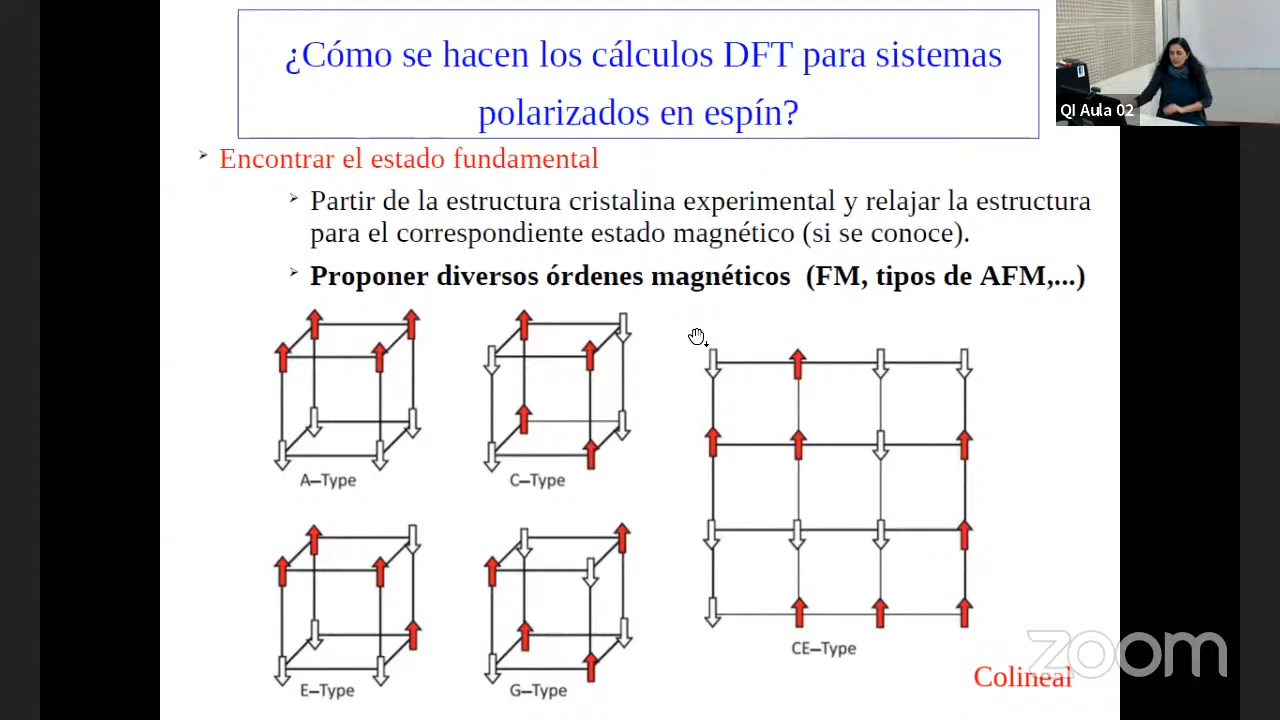 ¿Cómo se hacen los cálculos DFT para sistemas
polarizados en espín?
QI Aula 02
Encontrar el estado fundamental
Partir de la estructura cristalina experimental y relajar la estructura
para el correspondiente estado magnético (si se conoce).
Proponer diversos órdenes magnéticos (FM, tipos de AFM,...)
A–Type
C–Type
E–Type
G–Type
CE–Type
zoom
Colineal